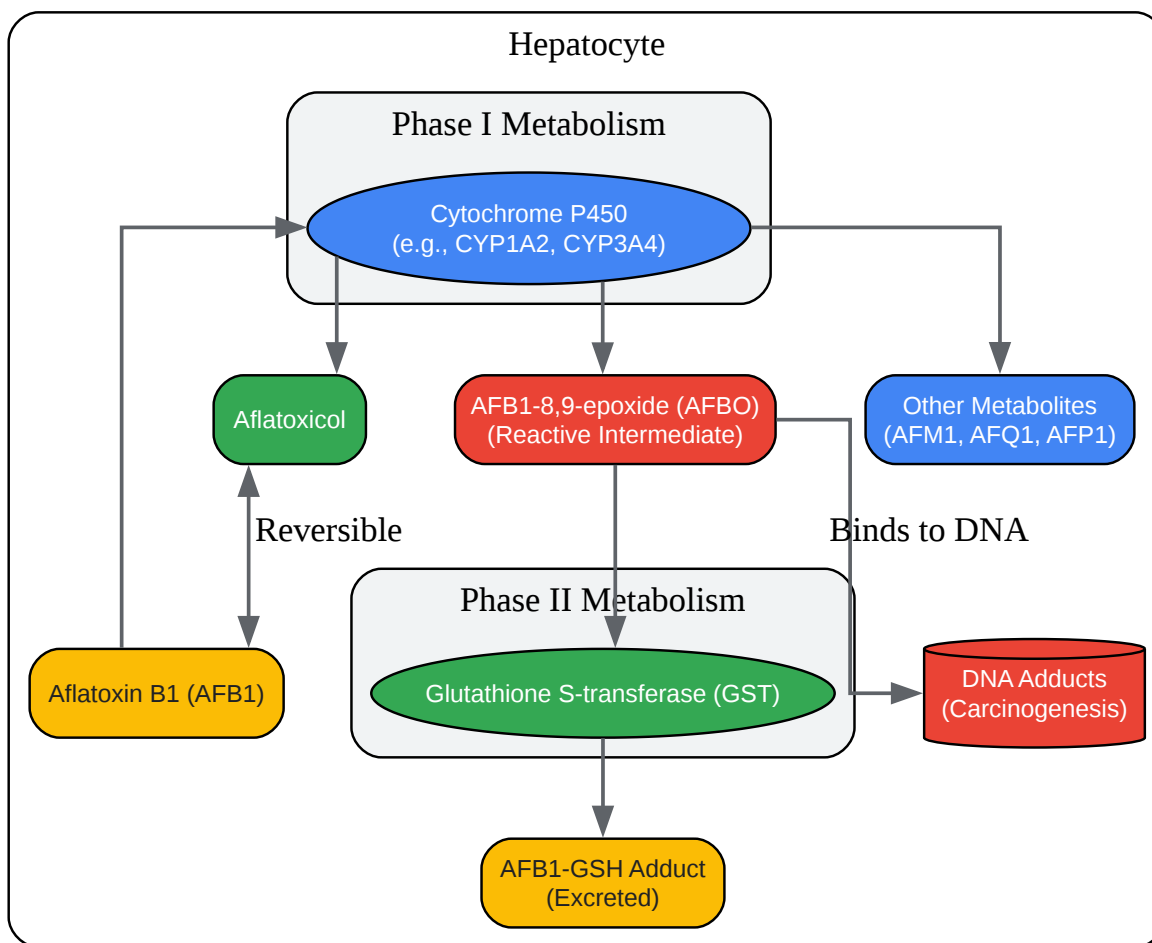 Hepatocyte
Phase I Metabolism
Cytochrome P450
(e.g., CYP1A2, CYP3A4)
Aflatoxicol
AFB1-8,9-epoxide (AFBO)
(Reactive Intermediate)
Other Metabolites
(AFM1, AFQ1, AFP1)
Reversible
Binds to DNA
Phase II Metabolism
Aflatoxin B1 (AFB1)
Glutathione S-transferase (GST)
DNA Adducts
(Carcinogenesis)
AFB1-GSH Adduct
(Excreted)